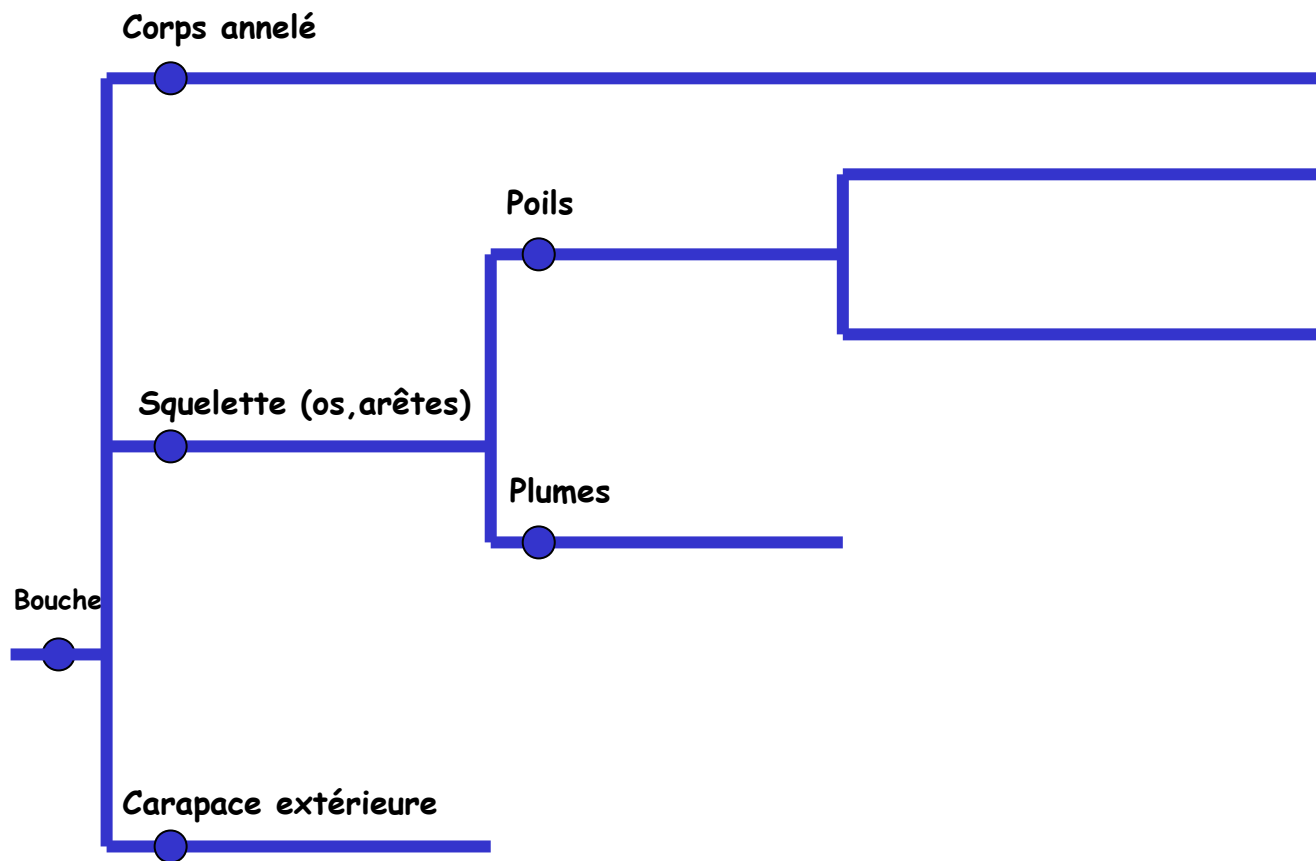 Corps annelé
Poils
Squelette (os,arêtes)
Plumes
Bouche
Carapace extérieure